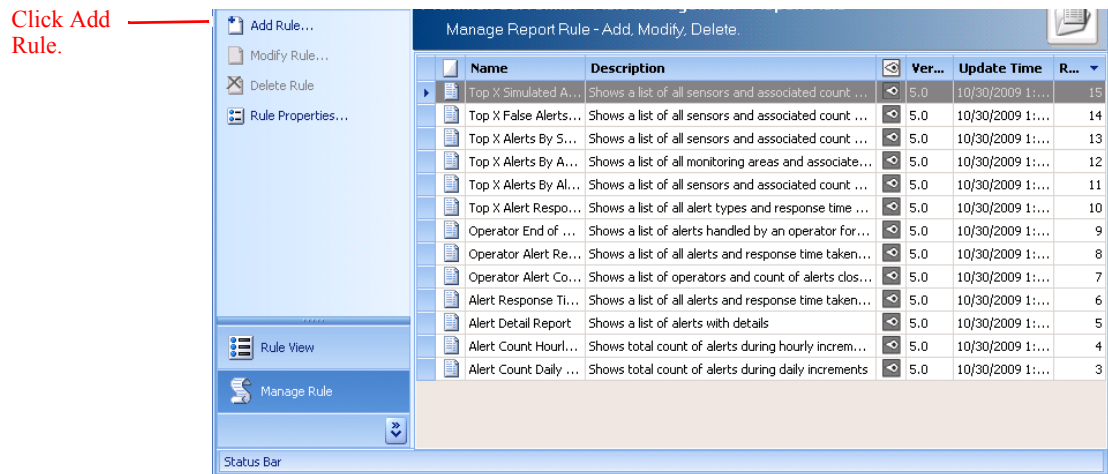 Click Add
Rule.
Add Rule...
Modify Rule...
Delete Rule
Rule Properties...
Rule View
Manage Rule
Manage Report Rule - Add, Modify, Delete.
Name Description Ver... Update Time R...
Top X Simulated A... Shows a list of all sensors and associated count ... 5.0 10/30/2009 1:... 15
Top X False Alerts... Shows a list of all sensors and associated count ... 5.0 10/30/2009 1:... 14
Top X Alerts By S... Shows a list of all sensors and associated count ... 5.0 10/30/2009 1:... 13
Top X Alerts By A... Shows a list of all monitoring areas and associate... 5.0 10/30/2009 1:... 12
Top X Alerts By Al... Shows a list of all sensors and associated count ... 5.0 10/30/2009 1:... 11
Top X Alert Respo... Shows a list of all alert types and response time ... 5.0 10/30/2009 1:... 10
Operator End of ... Shows a list of alerts handled by an operator for... 5.0 10/30/2009 1:... 9
Operator Alert Re... Shows a list of all alerts and response time taken... 5.0 10/30/2009 1:... 8
Operator Alert Co... Shows a list of operators and count of alerts clos... 5.0 10/30/2009 1:... 7
Alert Response Ti... Shows a list of all alerts and response time taken... 5.0 10/30/2009 1:... 6
Alert Detail Report Shows a list of alerts with details 5.0 10/30/2009 1:... 5
Alert Count Hourl... Shows total count of alerts during hourly increm... 5.0 10/30/2009 1:... 4
Alert Count Daily ... Shows total count of alerts during daily increments 5.0 10/30/2009 1:... 3
Status Bar